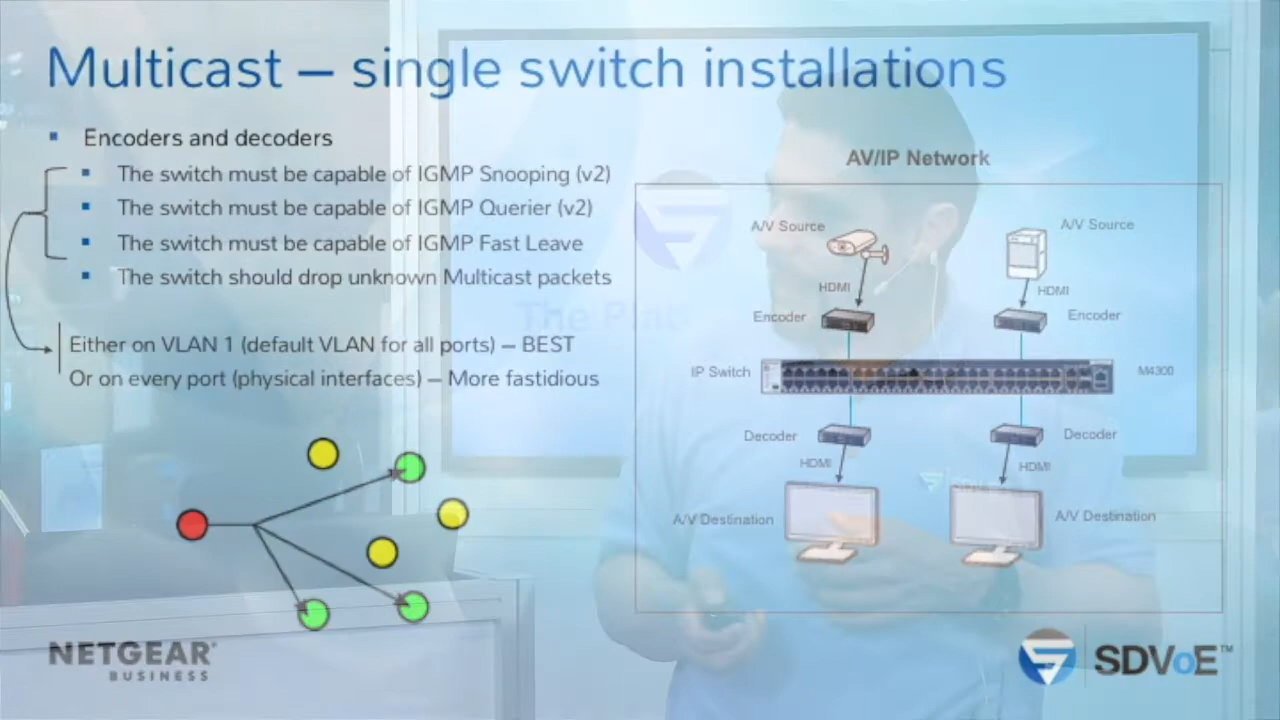 Multicast – single switch installations
Encoders and decoders
The switch must be capable of IGMP Snooping (v2)
The switch must be capable of IGMP Querier (v2)
The switch must be capable of IGMP Fast Leave
The switch should drop unknown Multicast packets
Either on VLAN 1 (default VLAN for all ports) – BEST
Or on every port (physical interfaces) – More fastidious
AV/IP Network
A/V Source
A/V Source
HDMI
HDMI
Encoder
Encoder
IP Switch
M4300
Decoder
Decoder
HDMI
HDMI
A/V Destination
A/V Destination
The
NETGEAR®
BUSINESS
SDVoE™